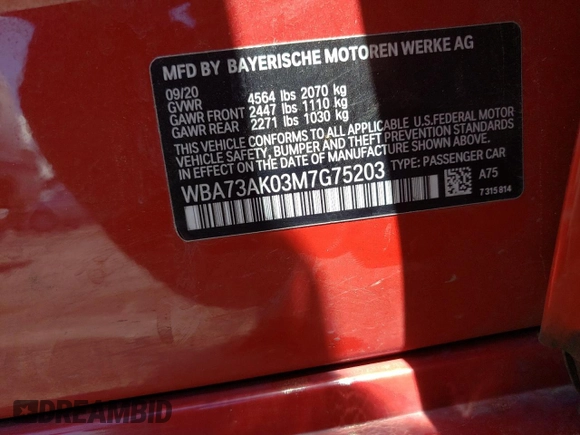 MFD BY BAYERISCHE MOTOREN WERKE AG
09/20
GVWR 4564 lbs 2070 kg
GAWR FRONT 2447 lbs 1110 kg
GAWR REAR 2271 lbs 1030 kg
THIS VEHICLE CONFORMS TO ALL APPLICABLE U.S.FEDERAL MOTOR
VEHICLE SAFETY, BUMPER AND THEFT PREVENTION STANDARDS
IN EFFECT ON THE DATE OF MANUFACTURE SHOWN ABOVE.
WBA73AK03M7G75203 TYPE: PASSENGER CAR
A75
7 315 814
DREAMBID